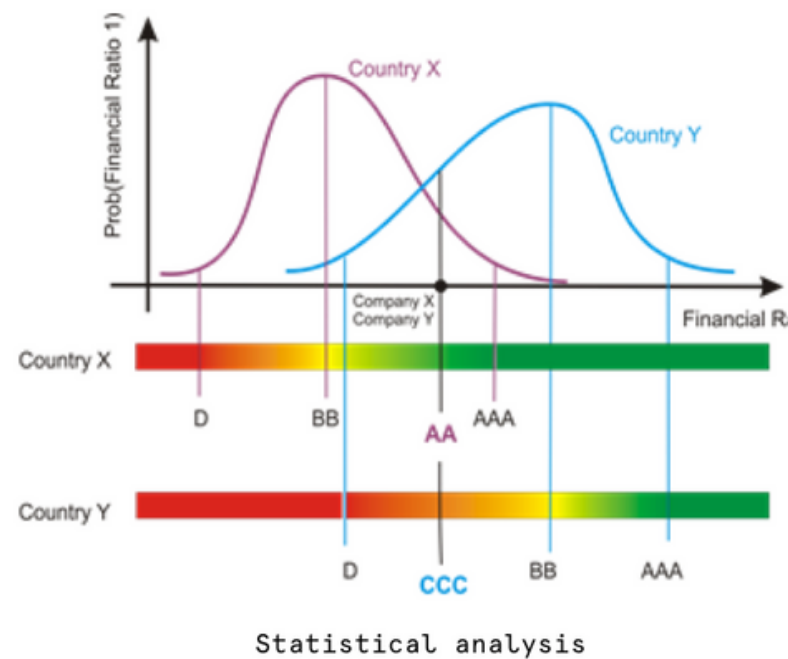 Prob(Financial Ratio 1)
Country X
Country Y
Company X
Company Y
Financial Ra
Country X
D
BB
AA
AAA
Country Y
D
CCC
BB
AAA
Statistical analysis